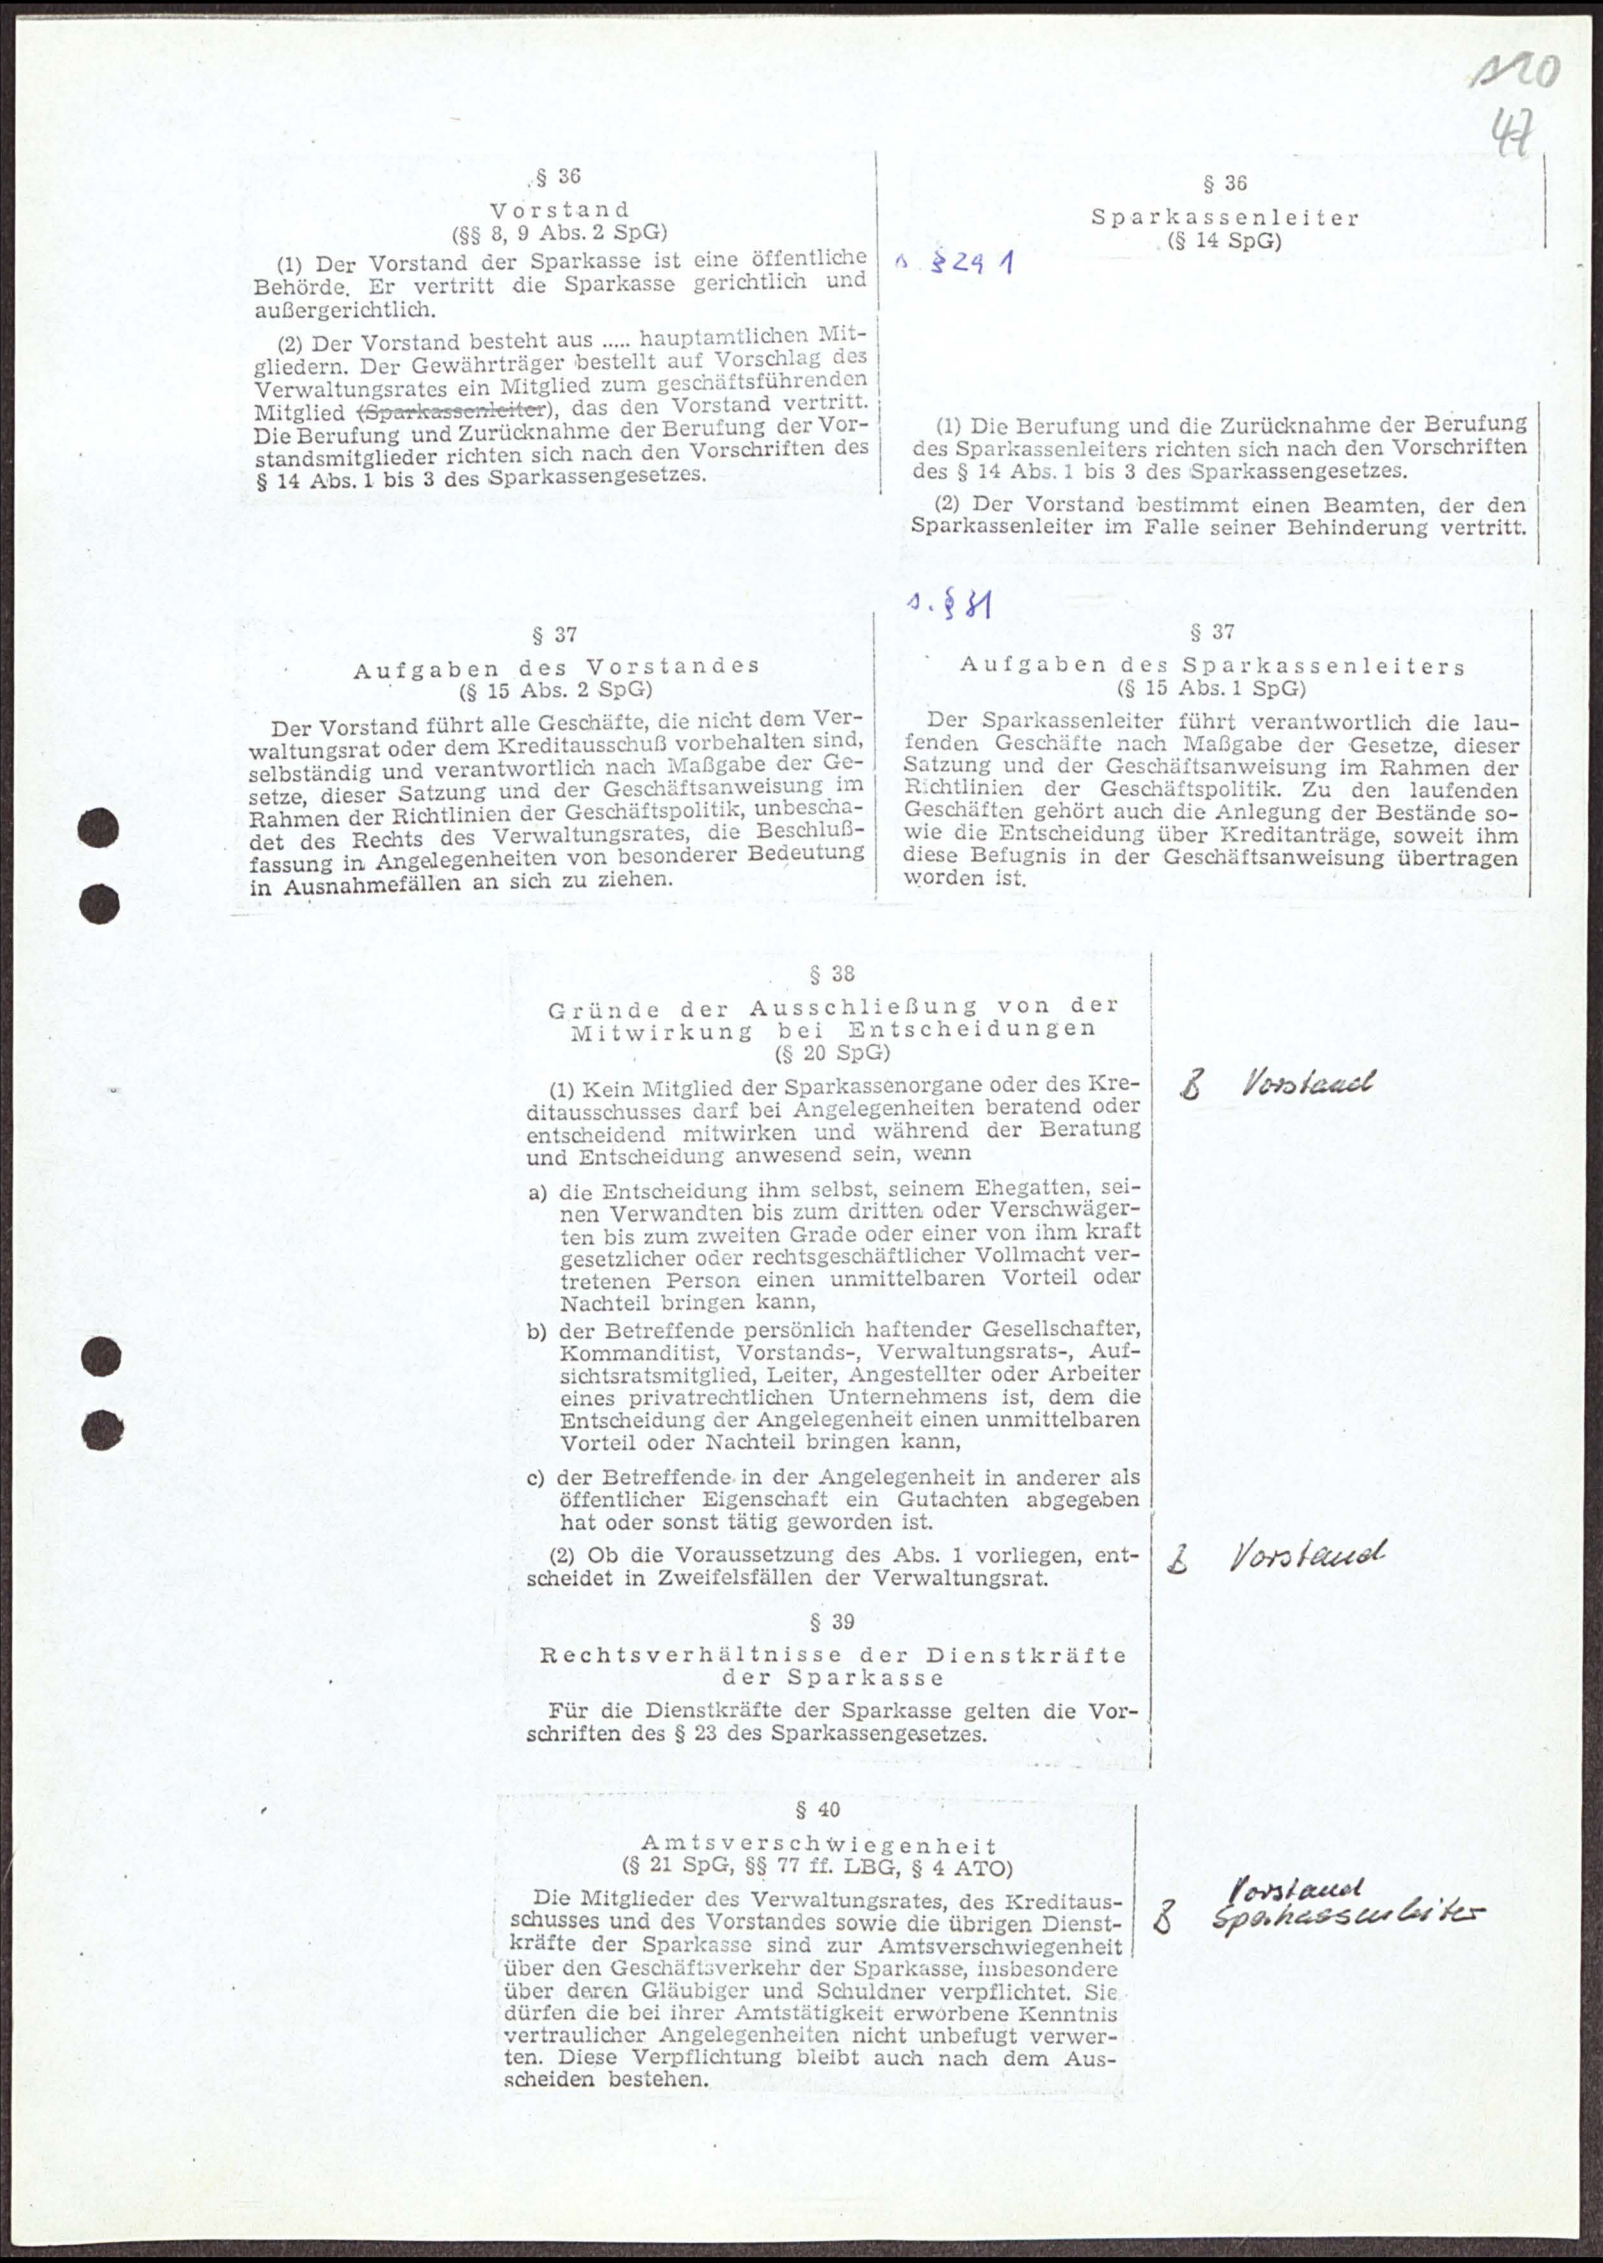 120
47
§ 36
Vorstand
(§§ 8, 9 Abs. 2 SpG)
(1) Der Vorstand der Sparkasse ist eine öffentliche
Behörde. Er vertritt die Sparkasse gerichtlich und
außergerichtlich.
(2) Der Vorstand besteht aus ..... hauptamtlichen Mit-
gliedern. Der Gewährträger bestellt auf Vorschlag des
Verwaltungsrates ein Mitglied zum geschäftsführenden
Mitglied (Sparkassenleiter), das den Vorstand vertritt.
Die Berufung und Zurücknahme der Berufung der Vor-
standsmitglieder richten sich nach den Vorschriften des
§ 14 Abs. 1 bis 3 des Sparkassengesetzes.
§ 36
Sparkassenleiter
(§ 14 SpG)
s. § 29 1
(1) Die Berufung und die Zurücknahme der Berufung
des Sparkassenleiters richten sich nach den Vorschriften
des § 14 Abs. 1 bis 3 des Sparkassengesetzes.
(2) Der Vorstand bestimmt einen Beamten, der den
Sparkassenleiter im Falle seiner Behinderung vertritt.
§ 37
Aufgaben des Vorstandes
(§ 15 Abs. 2 SpG)
Der Vorstand führt alle Geschäfte, die nicht dem Ver-
waltungsrat oder dem Kreditausschuß vorbehalten sind,
selbständig und verantwortlich nach Maßgabe der Ge-
setze, dieser Satzung und der Geschäftsanweisung im
Rahmen der Richtlinien der Geschäftspolitik, unbescha-
det des Rechts des Verwaltungsrates, die Beschluß-
fassung in Angelegenheiten von besonderer Bedeutung
in Ausnahmefällen an sich zu ziehen.
s. § 31
§ 37
Aufgaben des Sparkassenleiters
(§ 15 Abs. 1 SpG)
Der Sparkassenleiter führt verantwortlich die lau-
fenden Geschäfte nach Maßgabe der Gesetze, dieser
Satzung und der Geschäftsanweisung im Rahmen der
Richtlinien der Geschäftspolitik. Zu den laufenden
Geschäften gehört auch die Anlegung der Bestände so-
wie die Entscheidung über Kreditanträge, soweit ihm
diese Befugnis in der Geschäftsanweisung übertragen
worden ist.
§ 38
Gründe der Ausschließung von der
Mitwirkung bei Entscheidungen
(§ 20 SpG)
(1) Kein Mitglied der Sparkassenorgane oder des Kre-
ditausschusses darf bei Angelegenheiten beratend oder
entscheidend mitwirken und während der Beratung
und Entscheidung anwesend sein, wenn
Vorstand
a) die Entscheidung ihm selbst, seinem Ehegatten, sei-
nen Verwandten bis zum dritten oder Verschwäger-
ten bis zum zweiten Grade oder einer von ihm kraft
gesetzlicher oder rechtsgeschäftlicher Vollmacht ver-
tretenen Person einen unmittelbaren Vorteil oder
Nachteil bringen kann,
b) der Betreffende persönlich haftender Gesellschafter,
Kommanditist, Vorstands-, Verwaltungsrats-, Auf-
sichtsratsmitglied, Leiter, Angestellter oder Arbeiter
eines privatrechtlichen Unternehmens ist, dem die
Entscheidung der Angelegenheit einen unmittelbaren
Vorteil oder Nachteil bringen kann,
c) der Betreffende in der Angelegenheit in anderer als
öffentlicher Eigenschaft ein Gutachten abgegeben
hat oder sonst tätig geworden ist.
(2) Ob die Voraussetzung des Abs. 1 vorliegen, ent-
scheidet in Zweifelsfällen der Verwaltungsrat.
Vorstand
§ 39
Rechtsverhältnisse der Dienstkräfte
der Sparkasse
Für die Dienstkräfte der Sparkasse gelten die Vor-
schriften des § 23 des Sparkassengesetzes.
§ 40
Amtsverschwiegenheit
(§ 21 SpG, §§ 77 ff. LBG, § 4 ATO)
Die Mitglieder des Verwaltungsrates, des Kreditaus-
schusses und des Vorstandes sowie die übrigen Dienst-
kräfte der Sparkasse sind zur Amtsverschwiegenheit
über den Geschäftsverkehr der Sparkasse, insbesondere
über deren Gläubiger und Schuldner verpflichtet. Sie
dürfen die bei ihrer Amtstätigkeit erworbene Kenntnis
vertraulicher Angelegenheiten nicht unbefugt verwer-
ten. Diese Verpflichtung bleibt auch nach dem Aus-
scheiden bestehen.
Vorstand
Sparkassenleiter